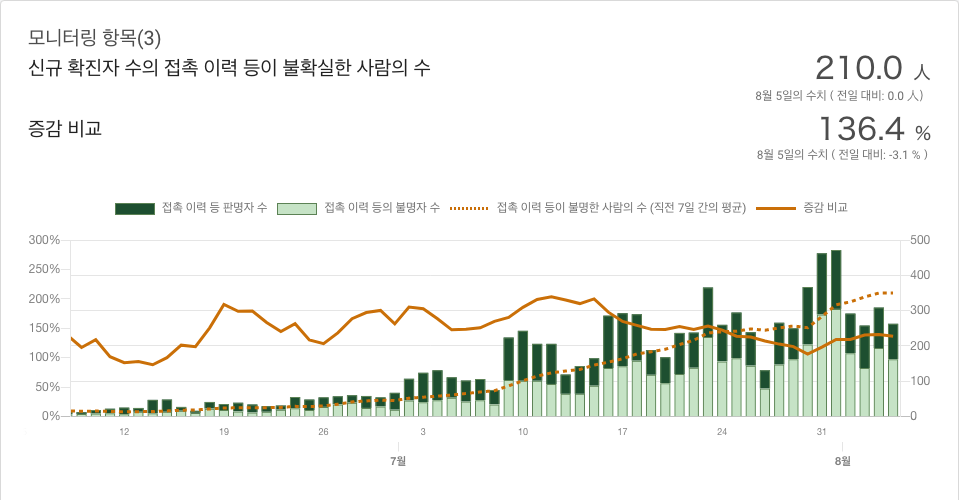 모니터링 항목(3)
신규 확진자 수의 접촉 이력 등이 불확실한 사람의 수
210.0 人
8월 5일의 수치 ( 전일 대비: 0.0 人)
증감 비교
136.4 %
8월 5일의 수치 ( 전일 대비: -3.1 % )
접촉 이력 등 판명자 수 접촉 이력 등의 불명자 수 접촉 이력 등이 불명한 사람의 수 (직전 7일 간의 평균) 증감 비교
300% 500
250% 400
200% 300
150% 200
100% 100
50% 0
0%
12 19 26 3 10 17 24 31
7월 8월